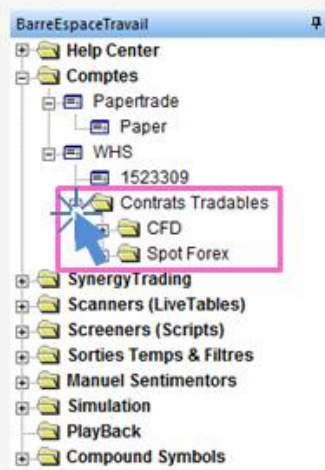 BarreEspaceTravail
Help Center
Comptes
Papertrade
Paper
WHS
1523309
Contrats Tradables
CFD
Spot Forex
SynergyTrading
Scanners (LiveTables)
Screeners (Scripts)
Sorties Temps & Filtres
Manuel Sentimentors
Simulation
PlayBack
Compound Symbols